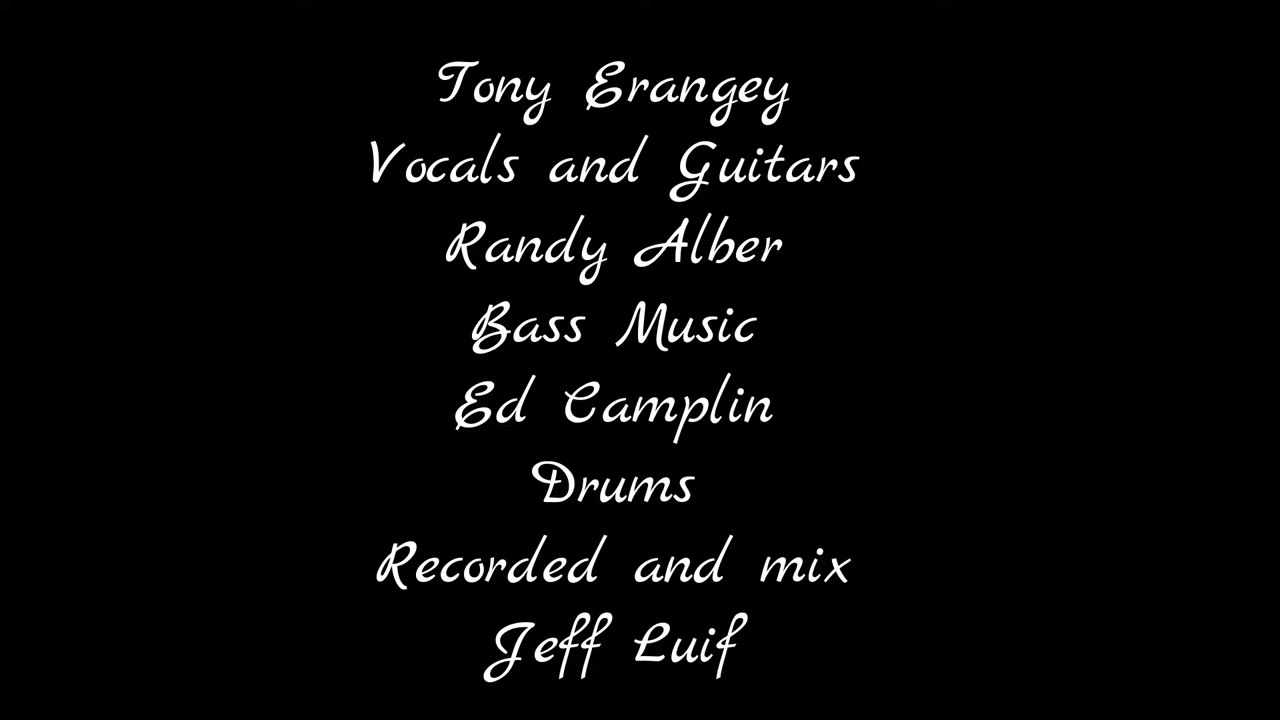 Tony Erangey
Vocals and Guitars
Randy Alber
Bass Music
Ed Camplin
Drums
Recorded and mix
Jeff Luif